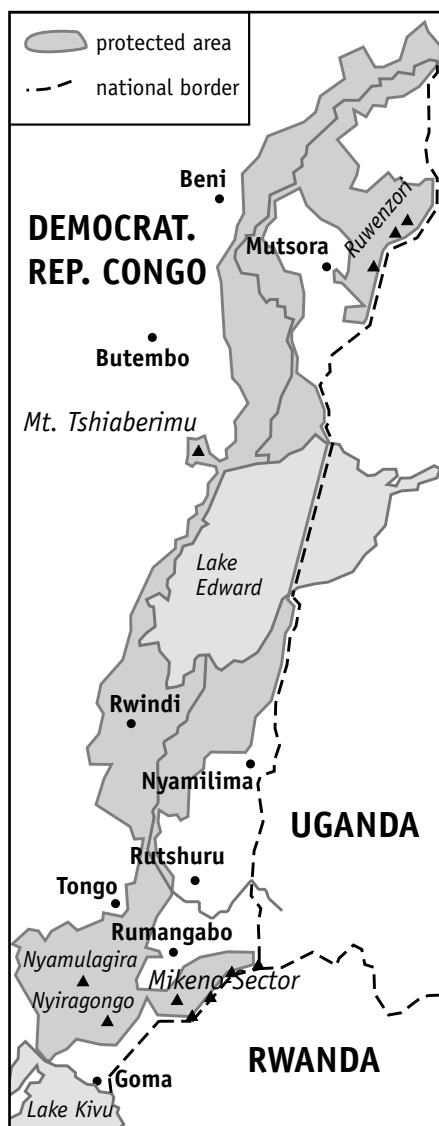 protected area
national border
Beni
Ruwenzori
DEMOCRAT.
REP. CONGO
Mutsora
Butembo
Mt. Tshiaberimu
Lake
Edward
Rwindi
Nyamilima
UGANDA
Rutshuru
Tongo
Rumangabo
Nyamulagira
Mikeno-Sector
Nyiragongo
RWANDA
Goma
Lake Kivu